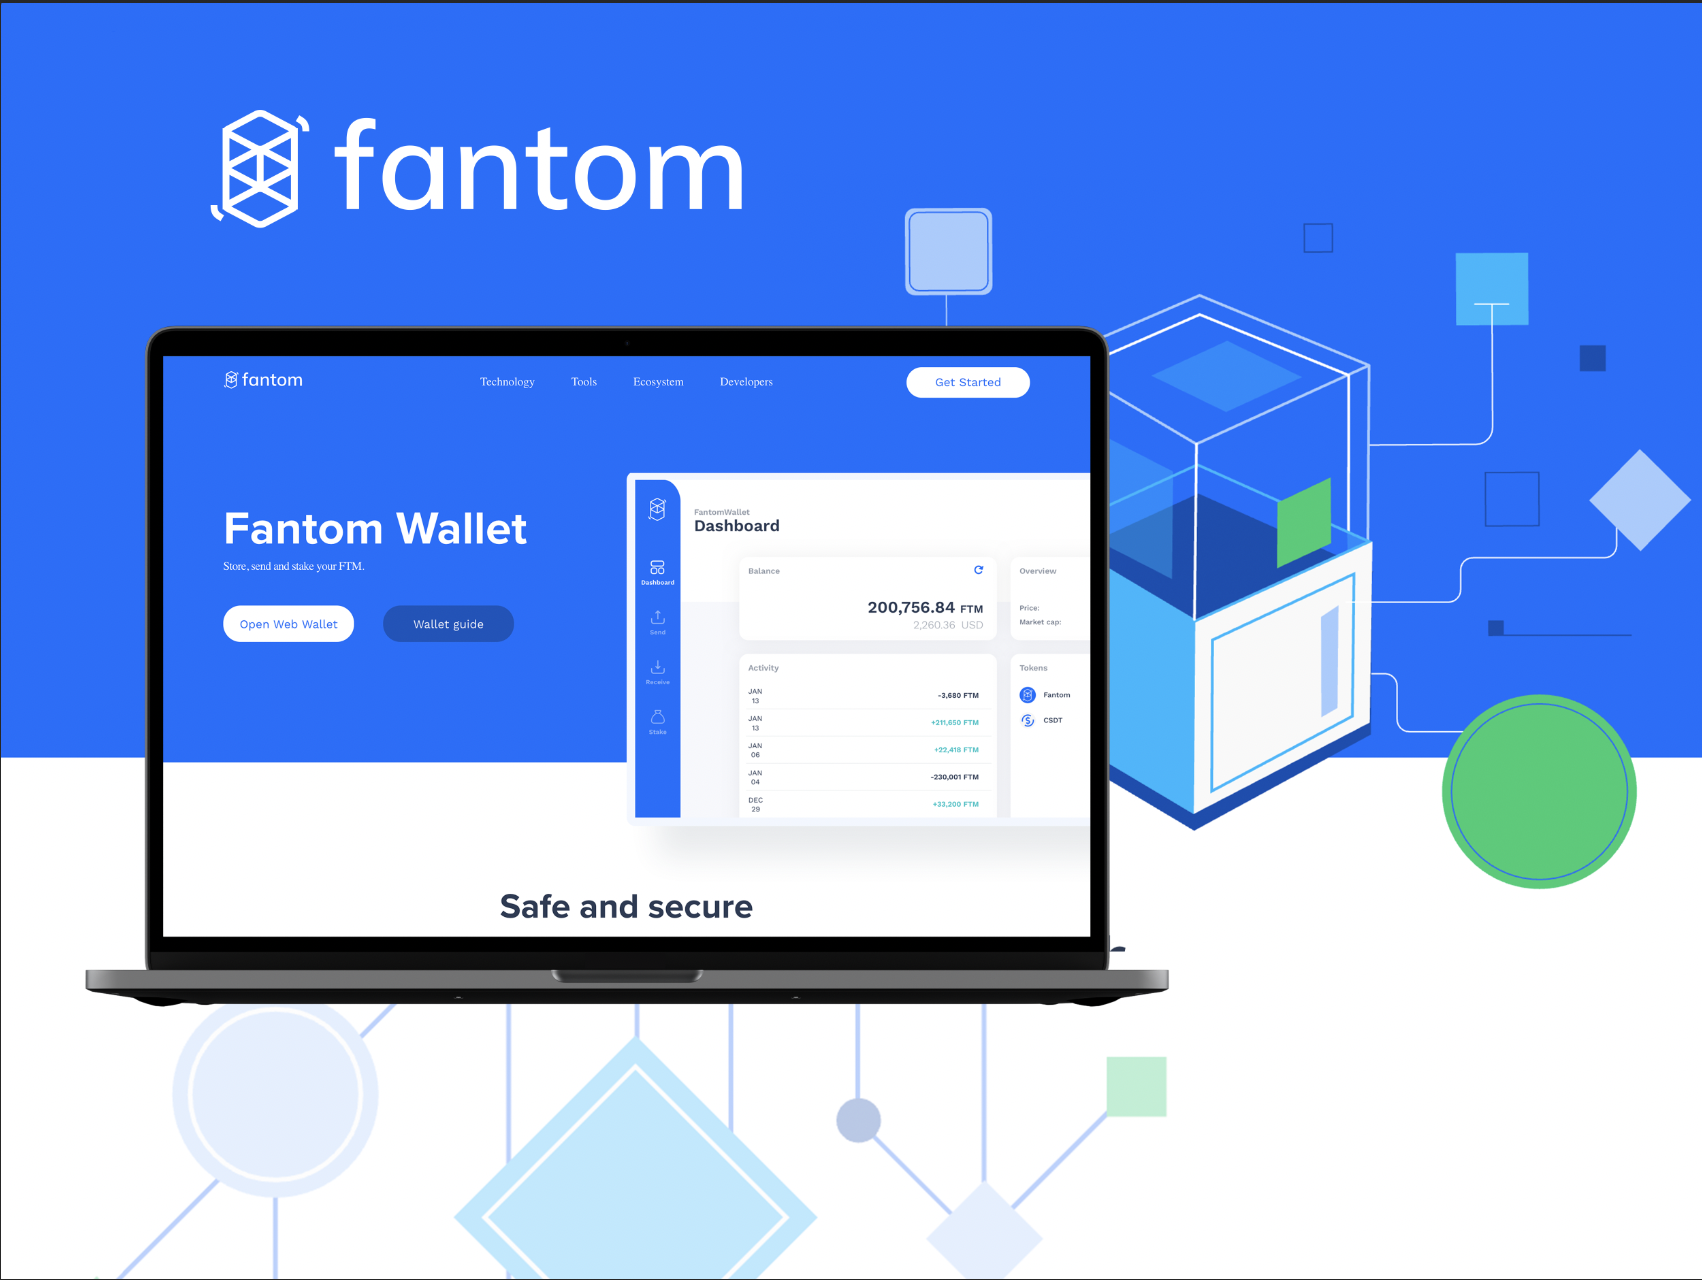 fantom
fantom
Technology
Tools
Ecosystem
Developers
Get Started
Fantom Wallet
Store, send and stake your FTM.
Open Web Wallet
Wallet guide
Dashboard
Send
Receive
Stake
FantomWallet
Dashboard
Balance
200,756.84 FTM
2,260.36 USD
Overview
Price:
Market cap:
Activity
JAN
13
-3,680 FTM
JAN
13
+211,650 FTM
JAN
06
+22,418 FTM
JAN
04
-230,001 FTM
DEC
29
+33,200 FTM
Tokens
Fantom
CSDT
Safe and secure